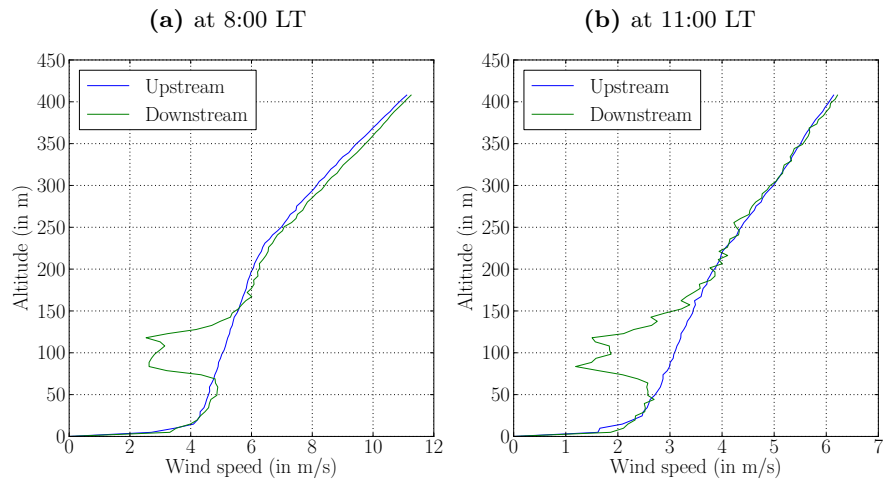 (a) at 8:00 LT
450
400
350
300
250
200
150
100
50
0
Altitude (in m)
Upstream
Downstream
0 2 4 6 8 10 12
Wind speed (in m/s)
(b) at 11:00 LT
450
400
350
300
250
200
150
100
50
0
Altitude (in m)
Upstream
Downstream
0 1 2 3 4 5 6 7
Wind speed (in m/s)